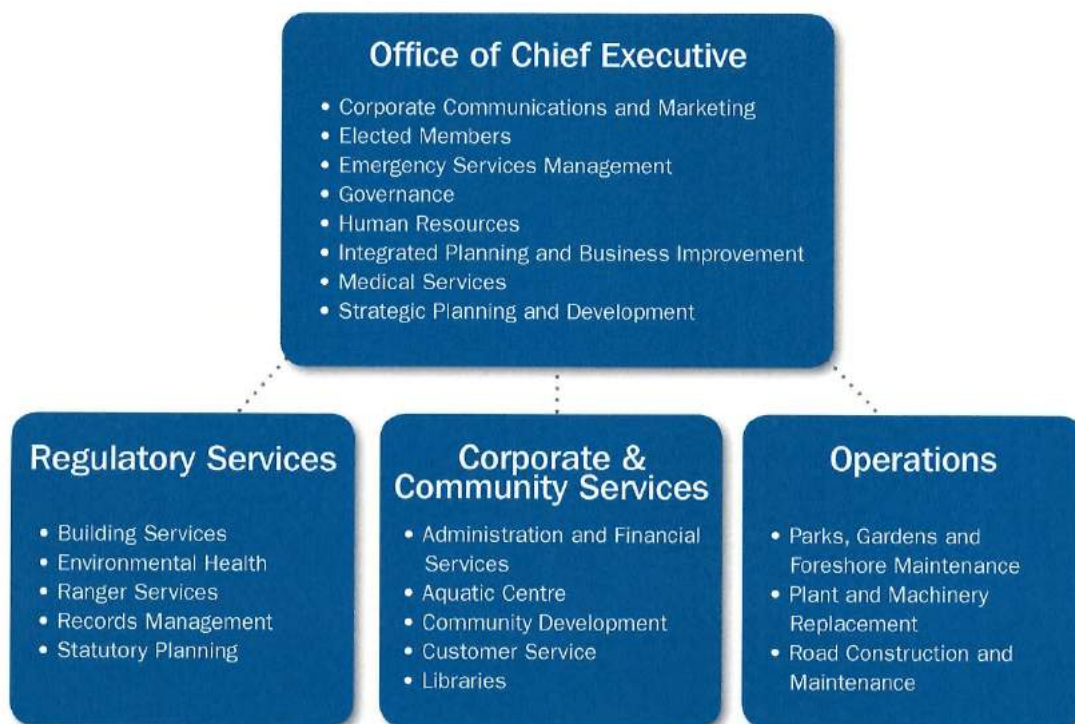 Office of Chief Executive
• Corporate Communications and Marketing
• Elected Members
• Emergency Services Management
• Governance
• Human Resources
• Integrated Planning and Business Improvement
• Medical Services
• Strategic Planning and Development
Regulatory Services
• Building Services
• Environmental Health
• Ranger Services
• Records Management
• Statutory Planning
Corporate &
Community Services
• Administration and Financial
Services
• Aquatic Centre
• Community Development
• Customer Service
• Libraries
Operations
• Parks, Gardens and
Foreshore Maintenance
• Plant and Machinery
Replacement
• Road Construction and
Maintenance